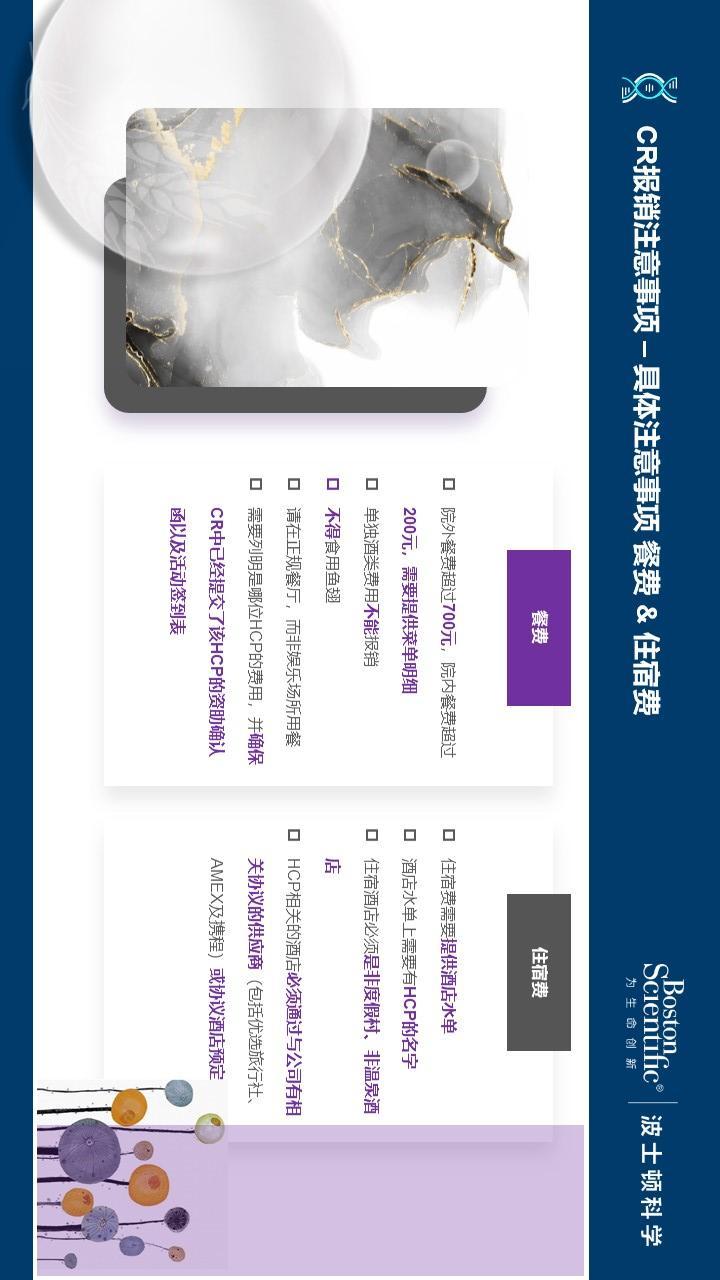 CR报销注意事项 – 具体注意事项 餐费 & 住宿费
Boston
Scientific®
为生命创新
波士顿科学
餐费
院外餐费超过700元，院内餐费超过
200元，需要提供菜单明细
单独酒类费用不能报销
不得食用鱼翅
请在正规餐厅，而非娱乐场所用餐
需要列明是哪位HCP的费用，并确保
CR中已经提交了该HCP的资助确认
函以及活动签到表
住宿费
住宿费需要提供酒店水单
酒店水单上需要有HCP的名字
住宿酒店必须是非度假村、非温泉酒
店
HCP相关的酒店必须通过与公司有相
关协议的供应商（包括优选旅行社、
AMEX及携程）或协议酒店预定